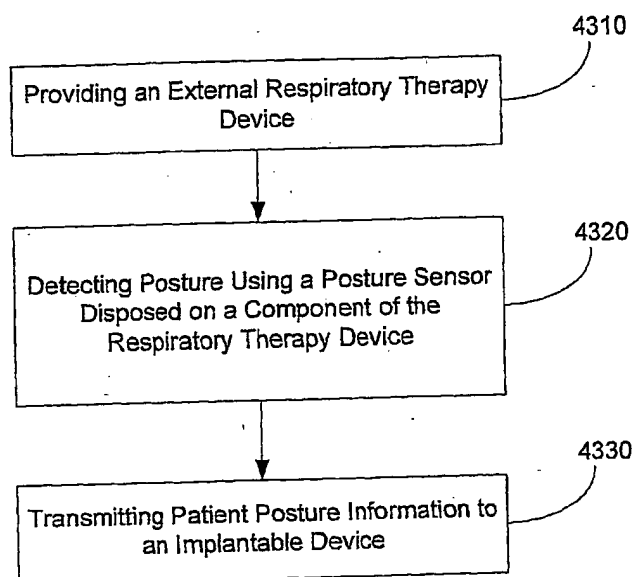 4310
Providing an External Respiratory Therapy
Device
4320
Detecting Posture Using a Posture Sensor
Disposed on a Component of the
Respiratory Therapy Device
4330
Transmitting Patient Posture Information to
an Implantable Device